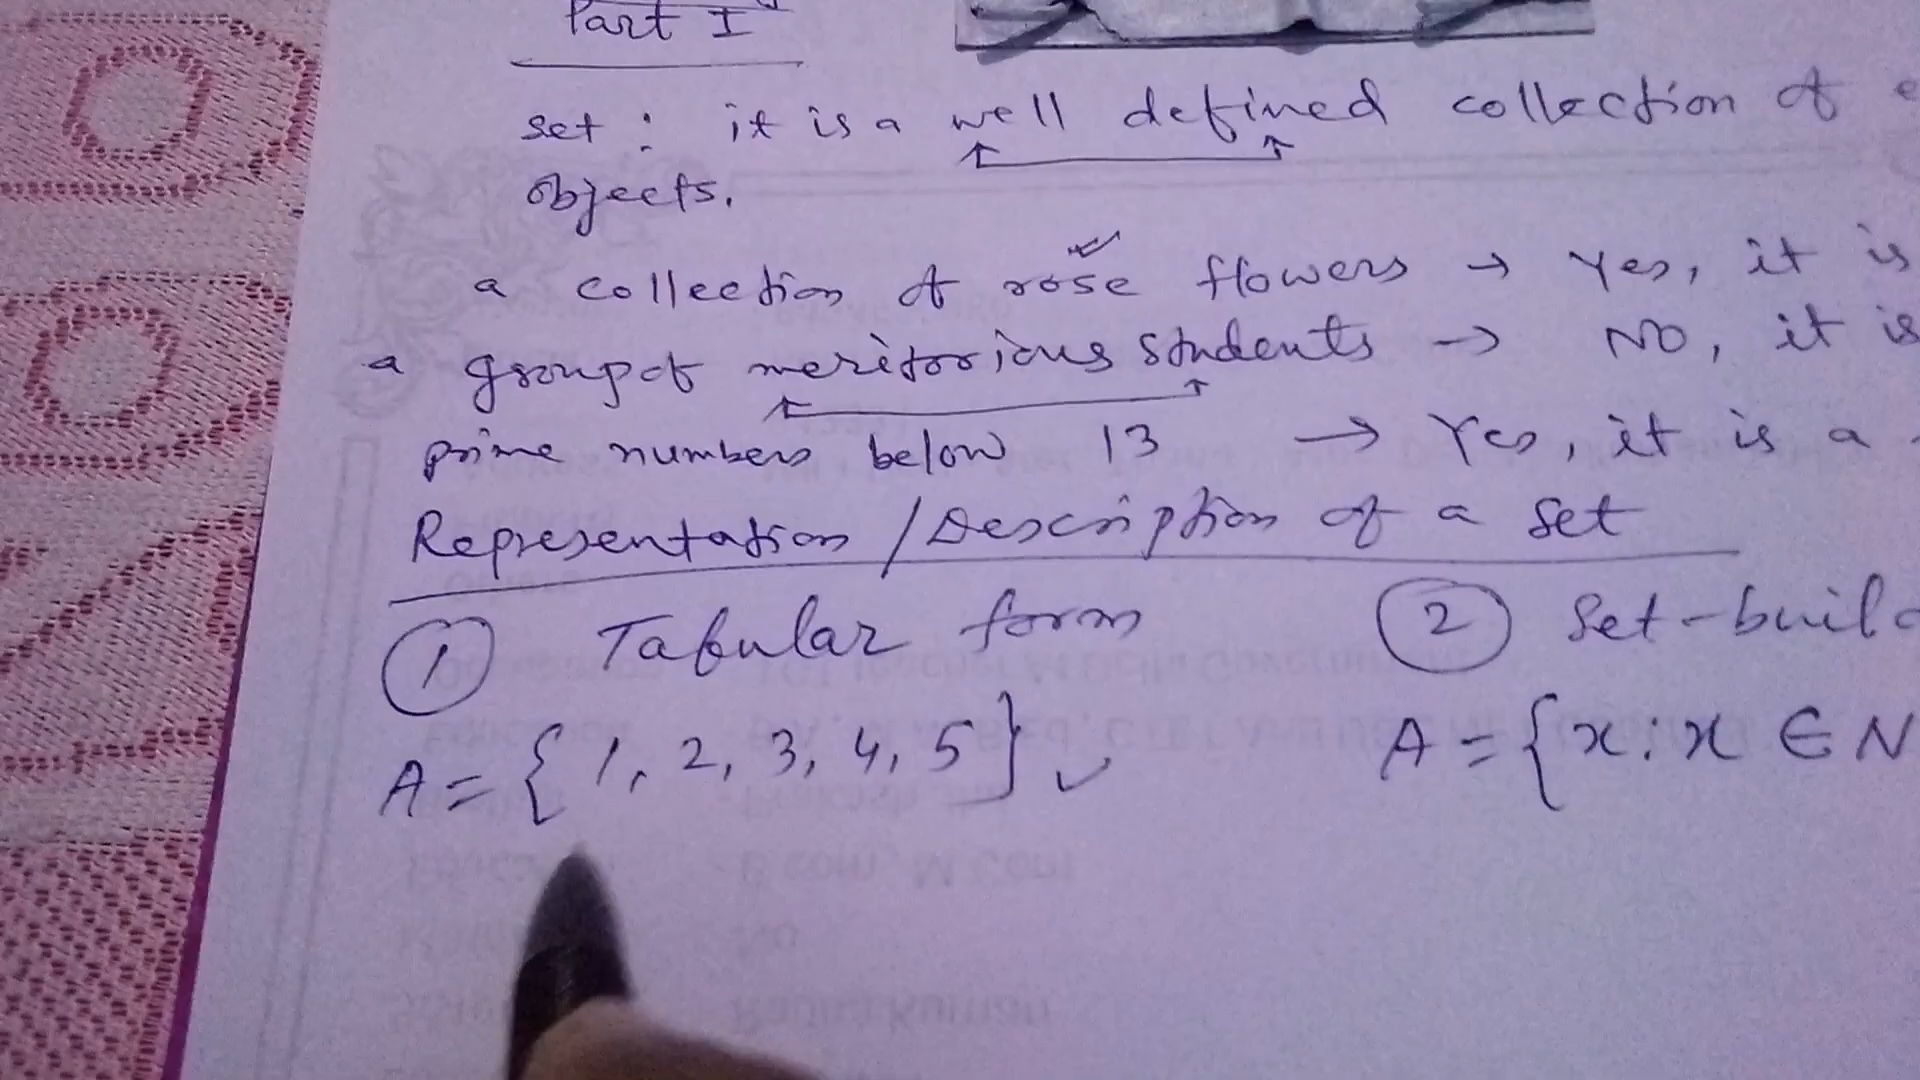 Part I
set : it is a well defined collection of
objects.
a collection of rose flowers → Yes, it is
a group of meritorious students → NO, it is
prime numbers below 13 → Yes, it is a
Representation / Description of a set
1 Tabular form 2 Set-build
A = { 1, 2, 3, 4, 5 } A = { x : x ∈ N